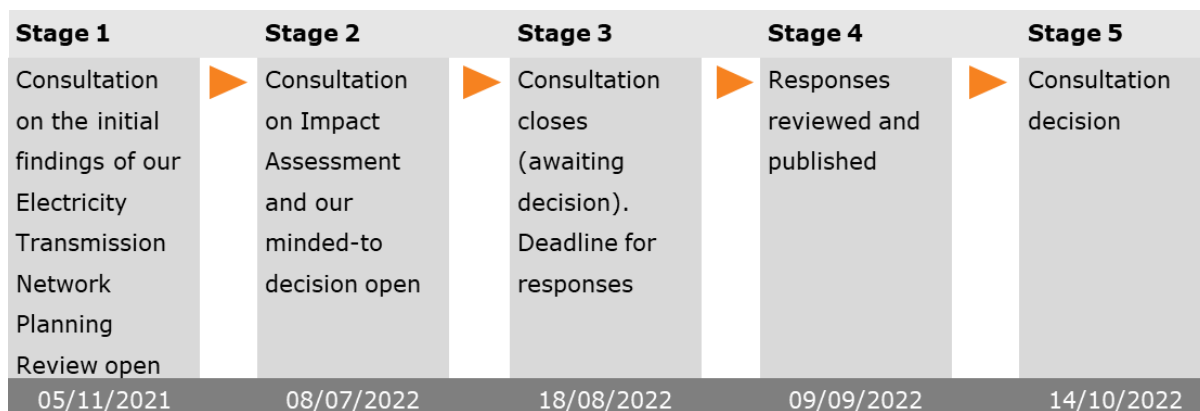 Stage 1
Stage 2
Stage 3
Stage 4
Stage 5
Consultation
on the initial
findings of our
Electricity
Transmission
Network
Planning
Review open
Consultation
on Impact
Assessment
and our
minded-to
decision open
Consultation
closes
(awaiting
decision).
Deadline for
responses
Responses
reviewed and
published
Consultation
decision
05/11/2021
08/07/2022
18/08/2022
09/09/2022
14/10/2022